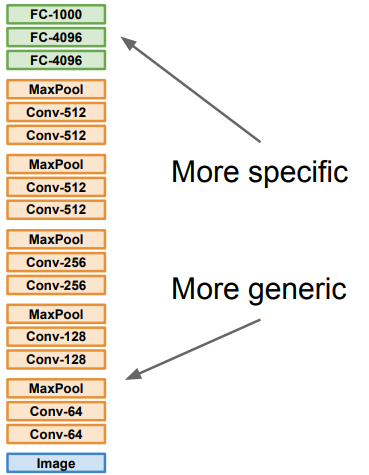 FC-1000
FC-4096
FC-4096
MaxPool
Conv-512
Conv-512
MaxPool
Conv-512
Conv-512
MaxPool
Conv-256
Conv-256
MaxPool
Conv-128
Conv-128
MaxPool
Conv-64
Conv-64
Image
More specific
More generic